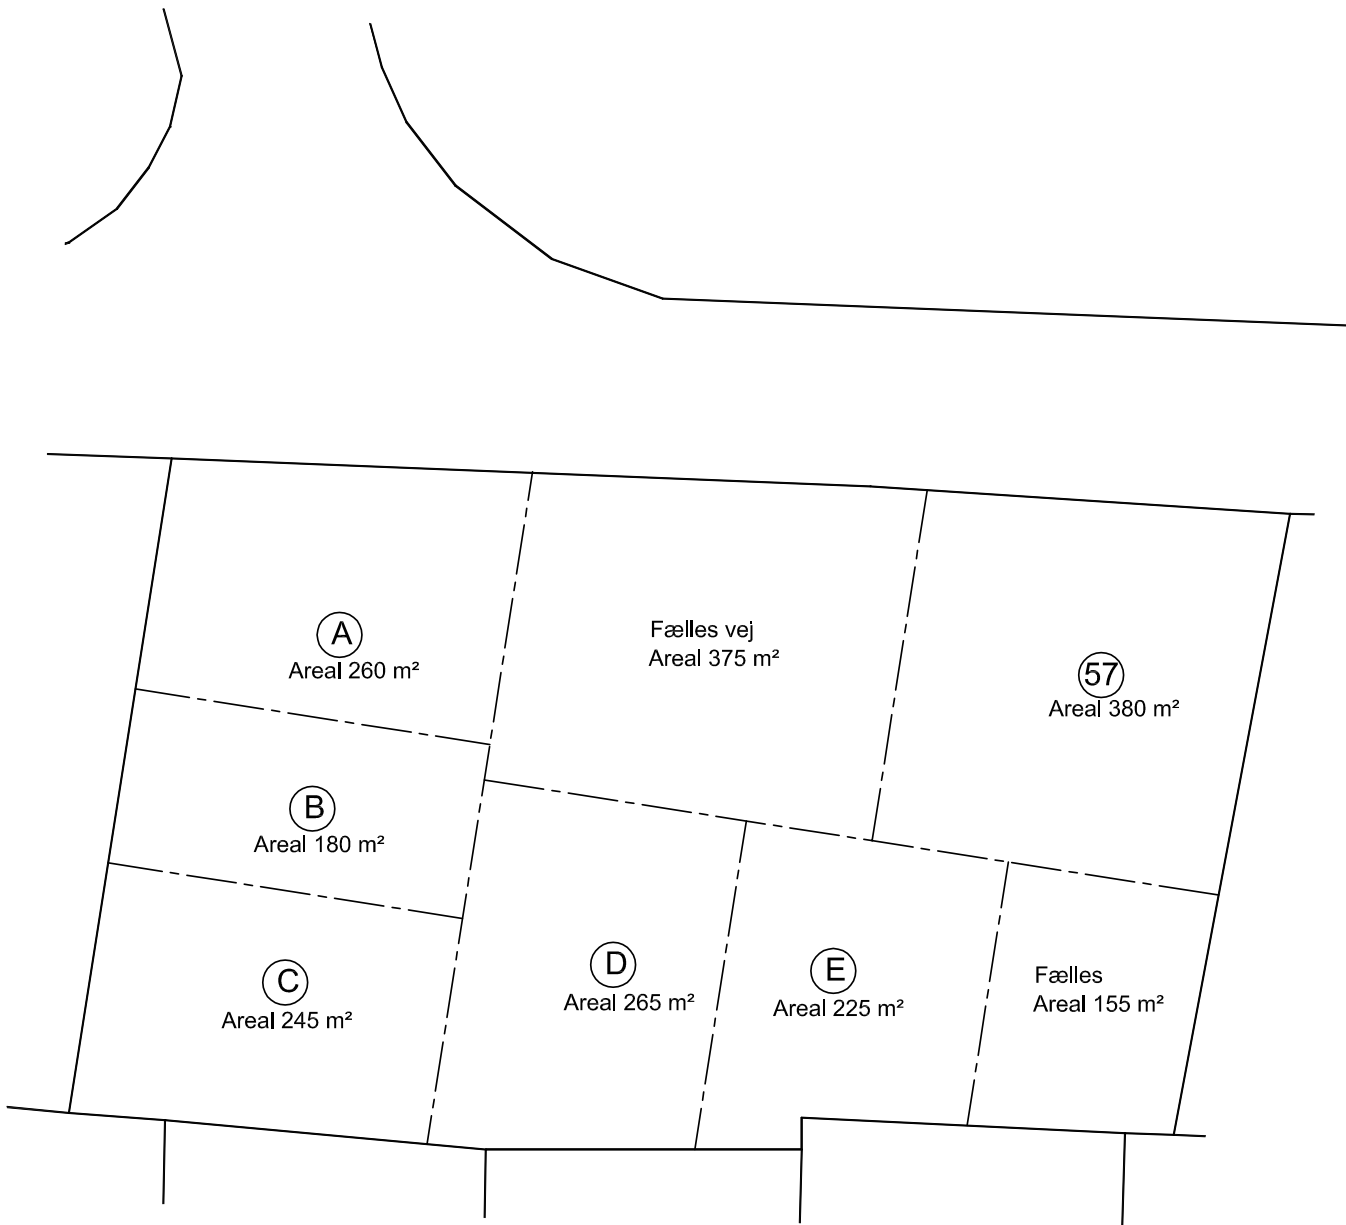 A
Areal 260 m²
Fælles vej
Areal 375 m²
57
Areal 380 m²
B
Areal 180 m²
C
Areal 245 m²
D
Areal 265 m²
E
Areal 225 m²
Fælles
Areal 155 m²